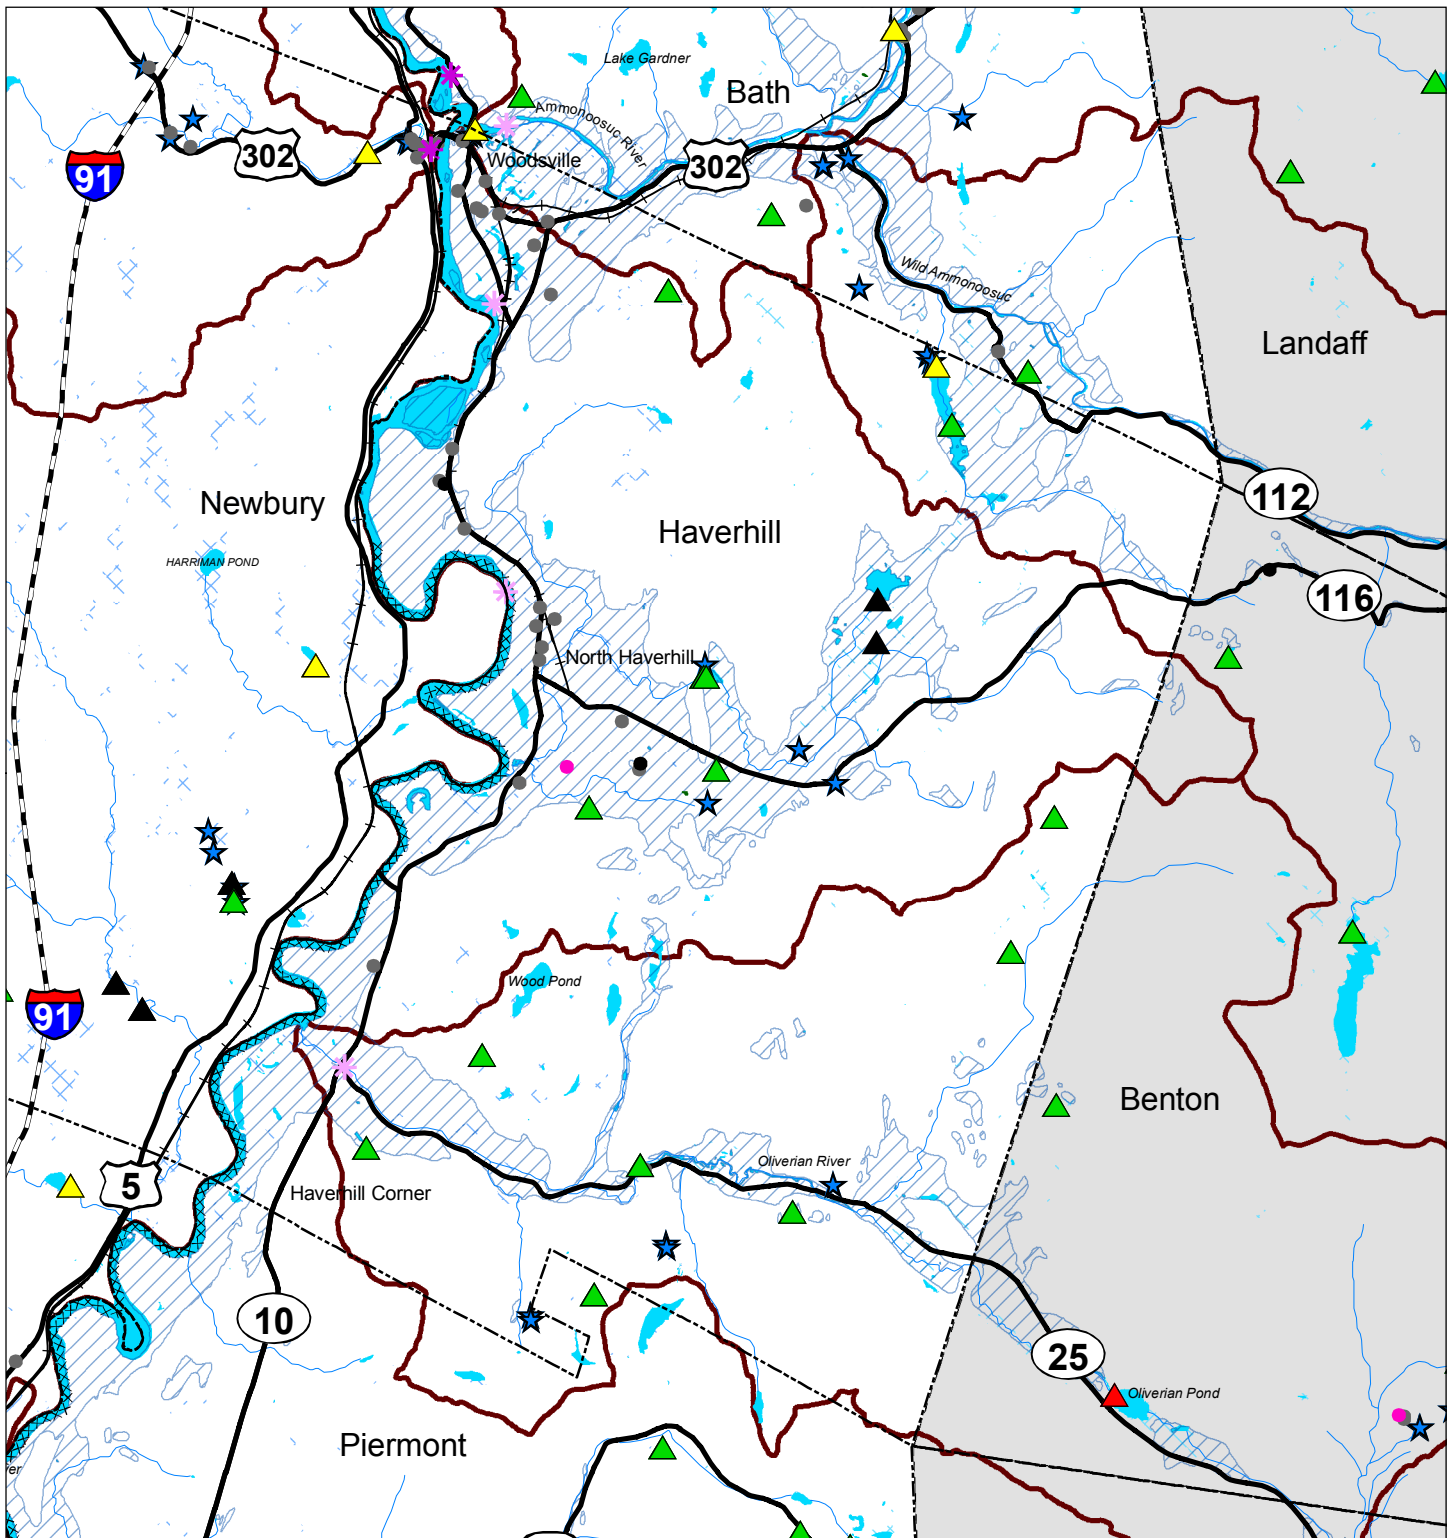 Lake Gardner
Bath
Ammonoosuc River
302
Woodsville
302
91
Wild Ammonoosuc
Landaff
Newbury
112
Haverhill
HARRIMAN POND
116
North Haverhill
Wood Pond
91
Benton
Oliverian River
5
Haverhill Corner
10
25
Oliverian Pond
Piermont